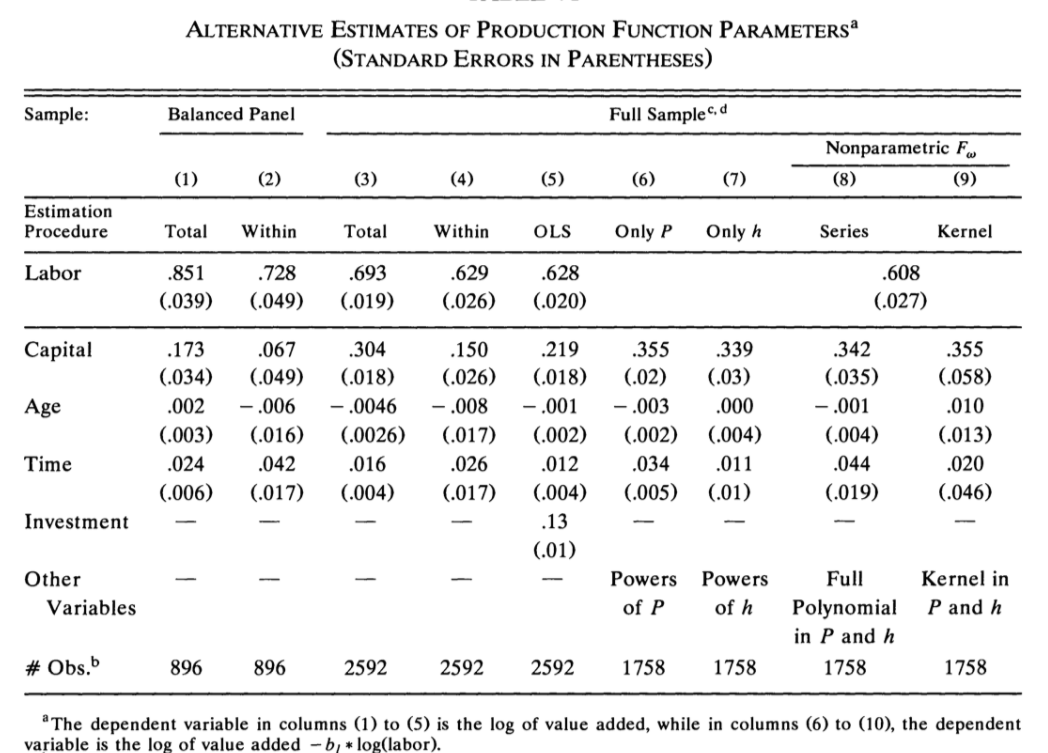 ALTERNATIVE ESTIMATES OF PRODUCTION FUNCTION PARAMETERSᵃ
(STANDARD ERRORS IN PARENTHESES)
Sample: Balanced Panel Full Sampleᶜ,ᵈ
Nonparametric F_ω
(1) (2) (3) (4) (5) (6) (7) (8) (9)
Estimation
Procedure Total Within Total Within OLS Only P Only h Series Kernel
Labor .851 .728 .693 .629 .628 .608
(.039) (.049) (.019) (.026) (.020) (.027)
Capital .173 .067 .304 .150 .219 .355 .339 .342 .355
(.034) (.049) (.018) (.026) (.018) (.02) (.03) (.035) (.058)
Age .002 −.006 −.0046 −.008 −.001 −.003 .000 −.001 .010
(.003) (.016) (.0026) (.017) (.002) (.002) (.004) (.004) (.013)
Time .024 .042 .016 .026 .012 .034 .011 .044 .020
(.006) (.017) (.004) (.017) (.004) (.005) (.01) (.019) (.046)
Investment — — — — .13 — — — —
(.01)
Other — — — — — Powers Powers Full Kernel in
Variables of P of h Polynomial P and h
in P and h
# Obs.ᵇ 896 896 2592 2592 2592 1758 1758 1758 1758
ᵃThe dependent variable in columns (1) to (5) is the log of value added, while in columns (6) to (10), the dependent
variable is the log of value added −b_l * log(labor).